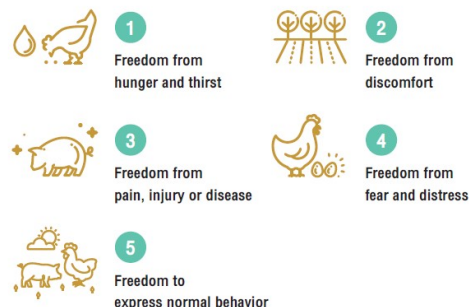 1
Freedom from
hunger and thirst
2
Freedom from
discomfort
3
Freedom from
pain, injury or disease
4
Freedom from
fear and distress
5
Freedom to
express normal behavior